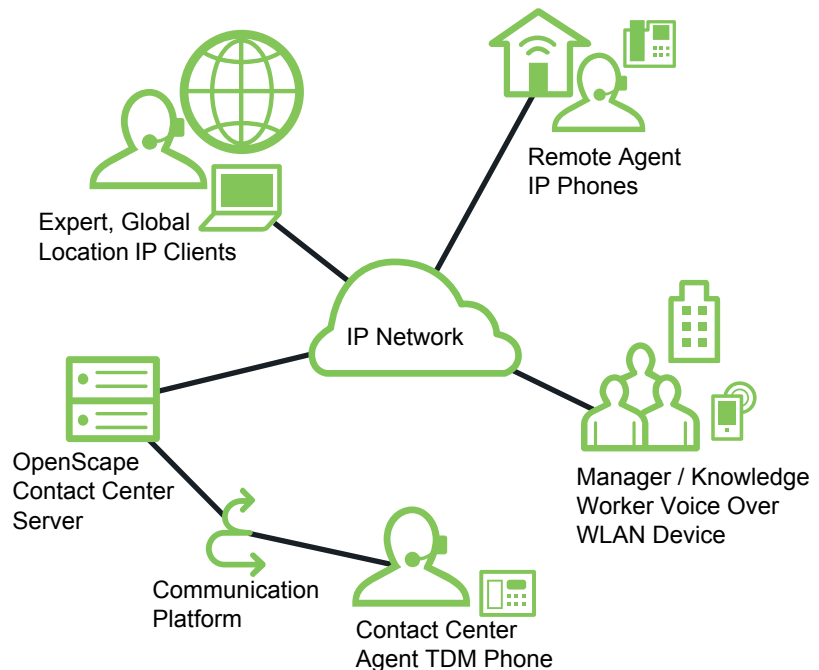 Remote Agent
IP Phones
Expert, Global
Location IP Clients
IP Network
OpenScape
Contact Center
Server
Manager / Knowledge
Worker Voice Over
WLAN Device
Communication
Platform
Contact Center
Agent TDM Phone